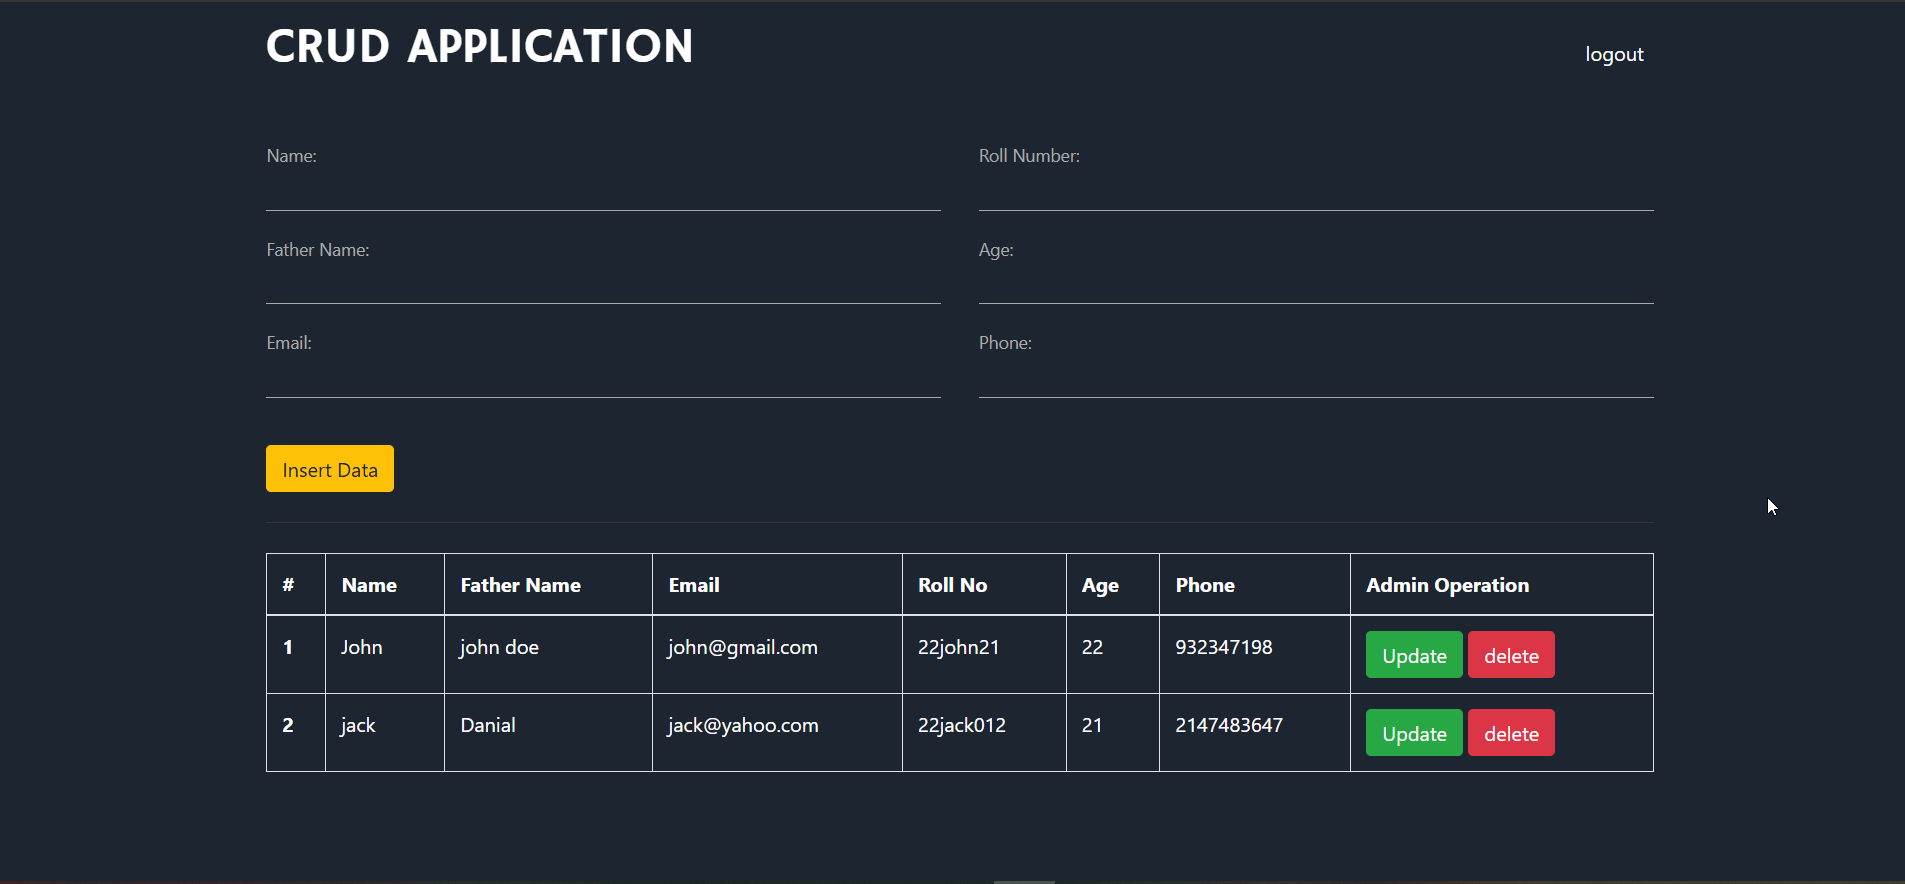 CRUD APPLICATION
logout
Name:
Roll Number:
Father Name:
Age:
Email:
Phone:
Insert Data
# Name Father Name Email Roll No Age Phone Admin Operation
1 John john doe john@gmail.com 22john21 22 932347198 Update delete
2 jack Danial jack@yahoo.com 22jack012 21 2147483647 Update delete